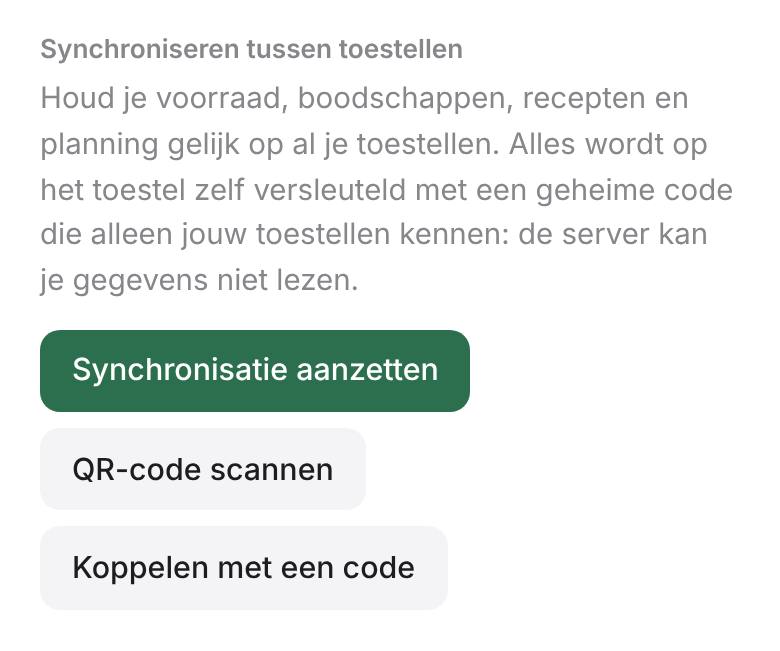 Synchroniseren tussen toestellen
Houd je voorraad, boodschappen, recepten en
planning gelijk op al je toestellen. Alles wordt op
het toestel zelf versleuteld met een geheime code
die alleen jouw toestellen kennen: de server kan
je gegevens niet lezen.
Synchronisatie aanzetten
QR-code scannen
Koppelen met een code